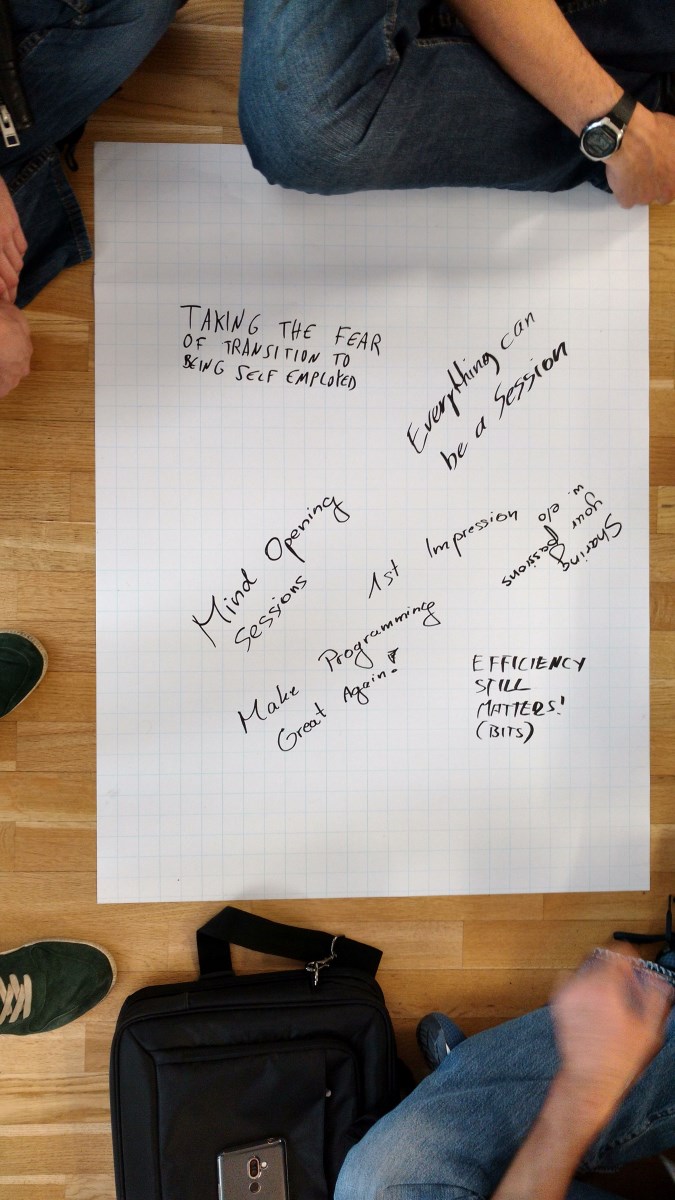 TAKING THE FEAR
OF TRANSITION TO
BEING SELF EMPLOYED
Everything can
be a Session
Mind Opening
Sessions
1st Impression
Sharing
your passions
w. e/o
Make Programming
Great Again!
EFFICIENCY
STILL
MATTERS!
(BITS)